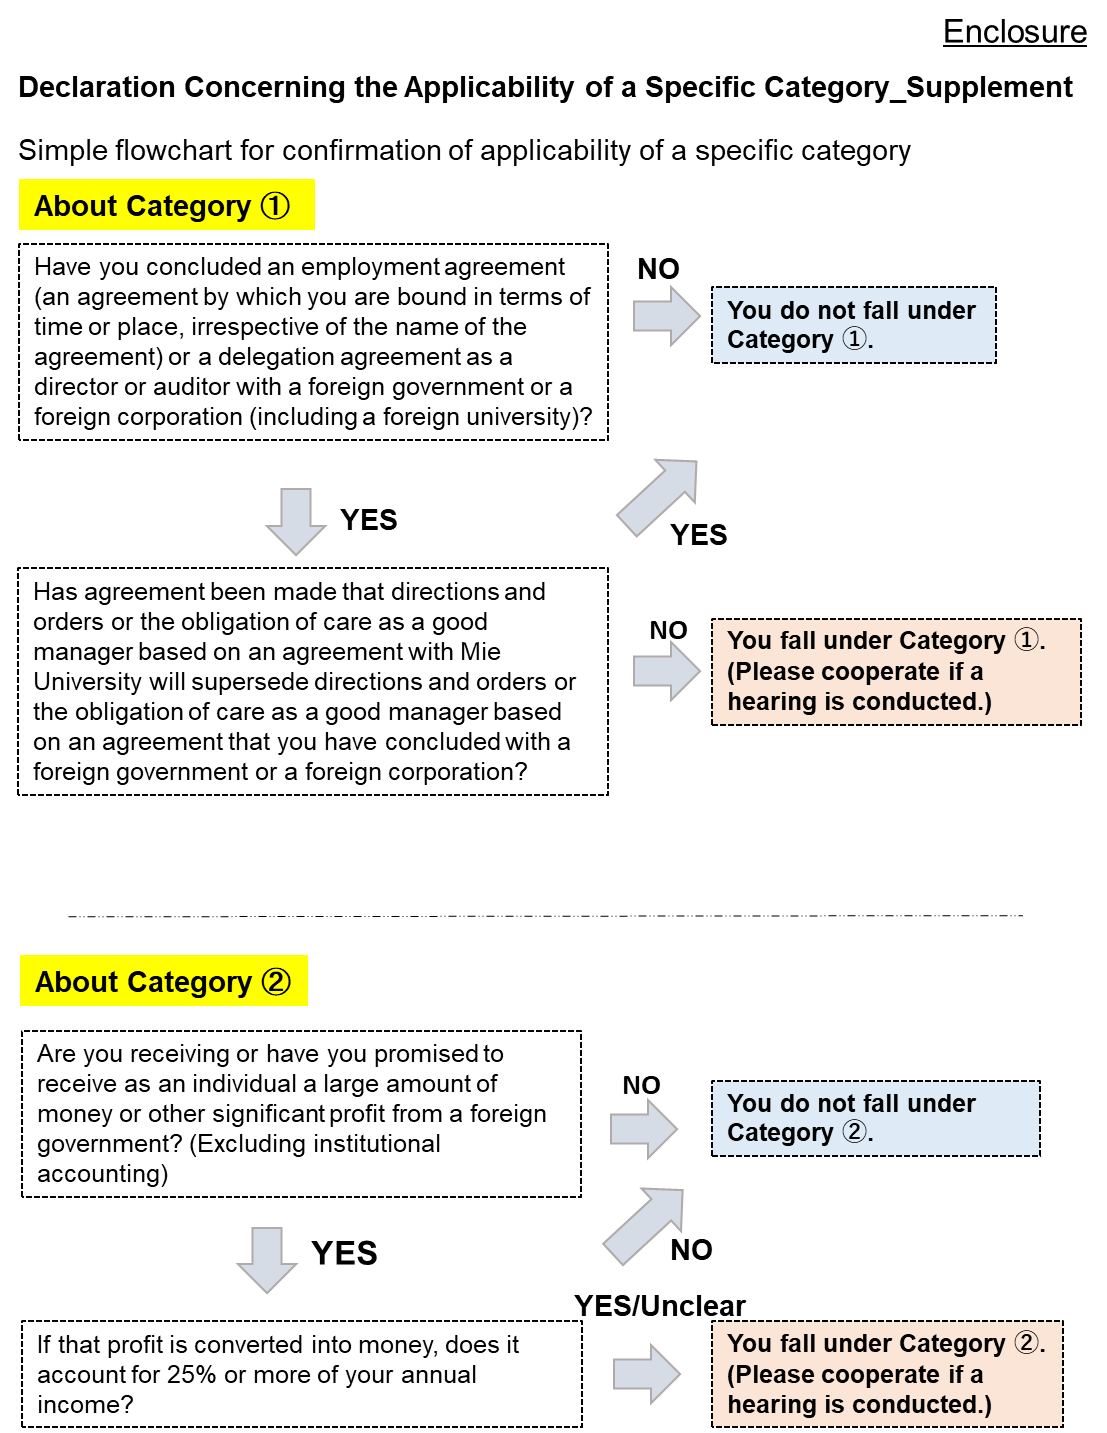 Enclosure
Declaration Concerning the Applicability of a Specific Category_Supplement
Simple flowchart for confirmation of applicability of a specific category
About Category ①
Have you concluded an employment agreement
(an agreement by which you are bound in terms of
time or place, irrespective of the name of the
agreement) or a delegation agreement as a
director or auditor with a foreign government or a
foreign corporation (including a foreign university)?
NO
You do not fall under
Category ①.
YES
YES
Has agreement been made that directions and
orders or the obligation of care as a good
manager based on an agreement with Mie
University will supersede directions and orders or
the obligation of care as a good manager based
on an agreement that you have concluded with a
foreign government or a foreign corporation?
NO
You fall under Category ①.
(Please cooperate if a
hearing is conducted.)
About Category ②
Are you receiving or have you promised to
receive as an individual a large amount of
money or other significant profit from a foreign
government? (Excluding institutional
accounting)
NO
You do not fall under
Category ②.
YES
NO
YES/Unclear
If that profit is converted into money, does it
account for 25% or more of your annual
income?
You fall under Category ②.
(Please cooperate if a
hearing is conducted.)